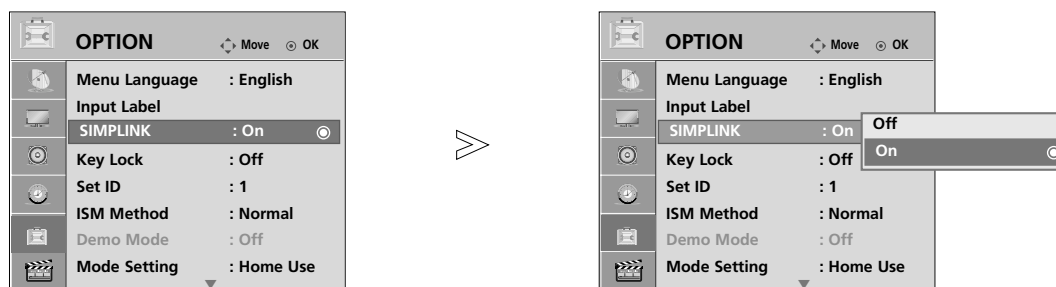 OPTION Move OK
Menu Language : English
Input Label
SIMPLINK : On
Key Lock : Off
Set ID : 1
ISM Method : Normal
Demo Mode : Off
Mode Setting : Home Use
OPTION Move OK
Menu Language : English
Input Label
SIMPLINK : On
Key Lock : Off
Set ID : 1
ISM Method : Normal
Demo Mode : Off
Mode Setting : Home Use
Off
On